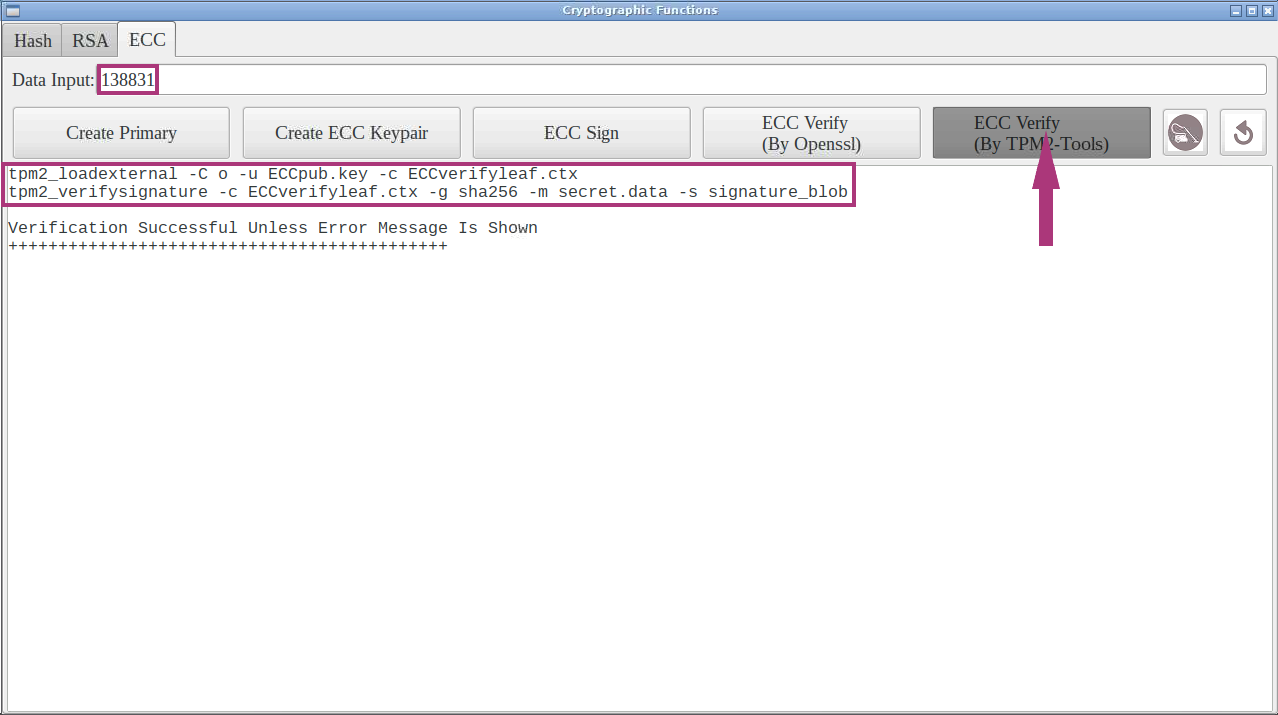 Cryptographic Functions
Hash RSA ECC
Data Input: 138831
Create Primary
Create ECC Keypair
ECC Sign
ECC Verify
(By Openssl)
ECC Verify
(By TPM2-Tools)
tpm2_loadexternal -C o -u ECCpub.key -c ECCverifyleaf.ctx
tpm2_verifysignature -c ECCverifyleaf.ctx -g sha256 -m secret.data -s signature_blob
Verification Successful Unless Error Message Is Shown
++++++++++++++++++++++++++++++++++++++++++++